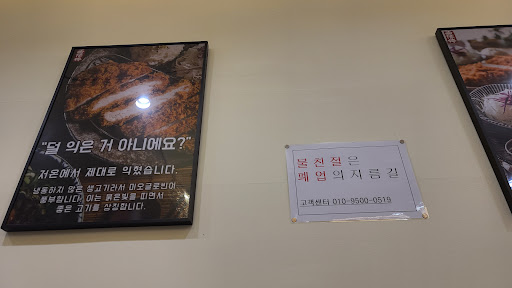 "덜 익은 거 아니에요?"
저온에서 제대로 익혔습니다.
냉동하지 않은 생고기라서 미오글로빈이
풍부합니다. 이는 붉은빛을 띠면서
좋은 고기를 상징합니다.
불친절은
폐업의지름길
고객쎈타 010-9500-0519